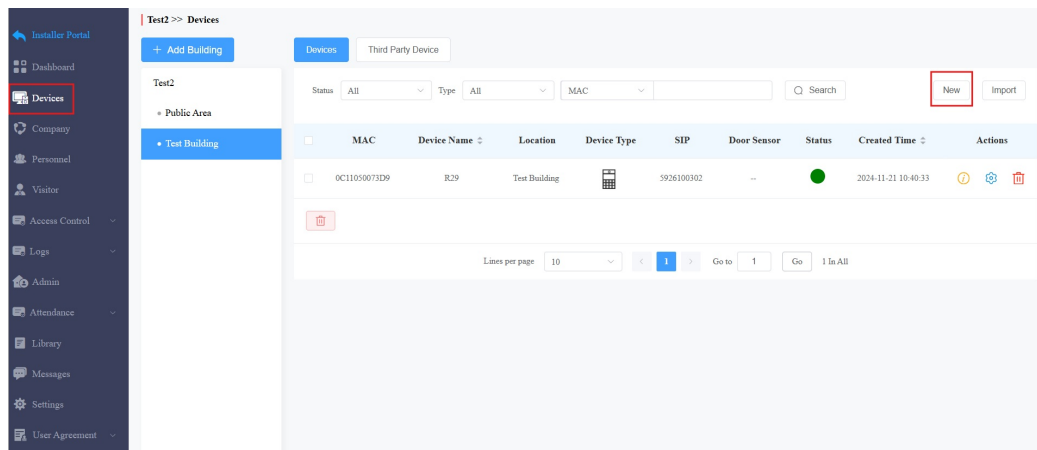 Test2 >> Devices
Installer Portal
Dashboard
Devices
Company
Personnel
Visitor
Access Control
Logs
Admin
Attendance
Library
Messages
Settings
User Agreement
+ Add Building
Test2
Public Area
Test Building
Devices Third Party Device
Status All Type All MAC Search New Import
MAC Device Name Location Device Type SIP Door Sensor Status Created Time Actions
0C11050073D9 R29 Test Building 5926100302 -- 2024-11-21 10:40:33
Lines per page 10 < 1 > Go to 1 Go 1 In All